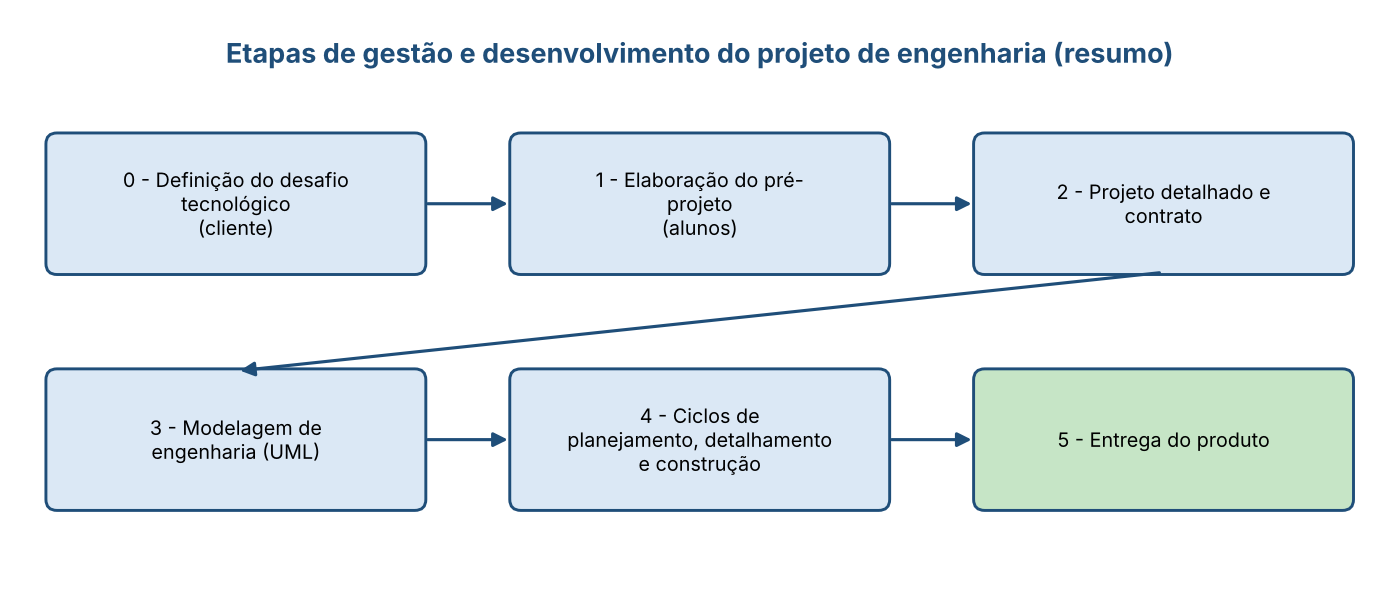 Etapas de gestão e desenvolvimento do projeto de engenharia (resumo)
0 - Definição do desafio
tecnológico
(cliente)
1 - Elaboração do pré-
projeto
(alunos)
2 - Projeto detalhado e
contrato
3 - Modelagem de
engenharia (UML)
4 - Ciclos de
planejamento, detalhamento
e construção
5 - Entrega do produto